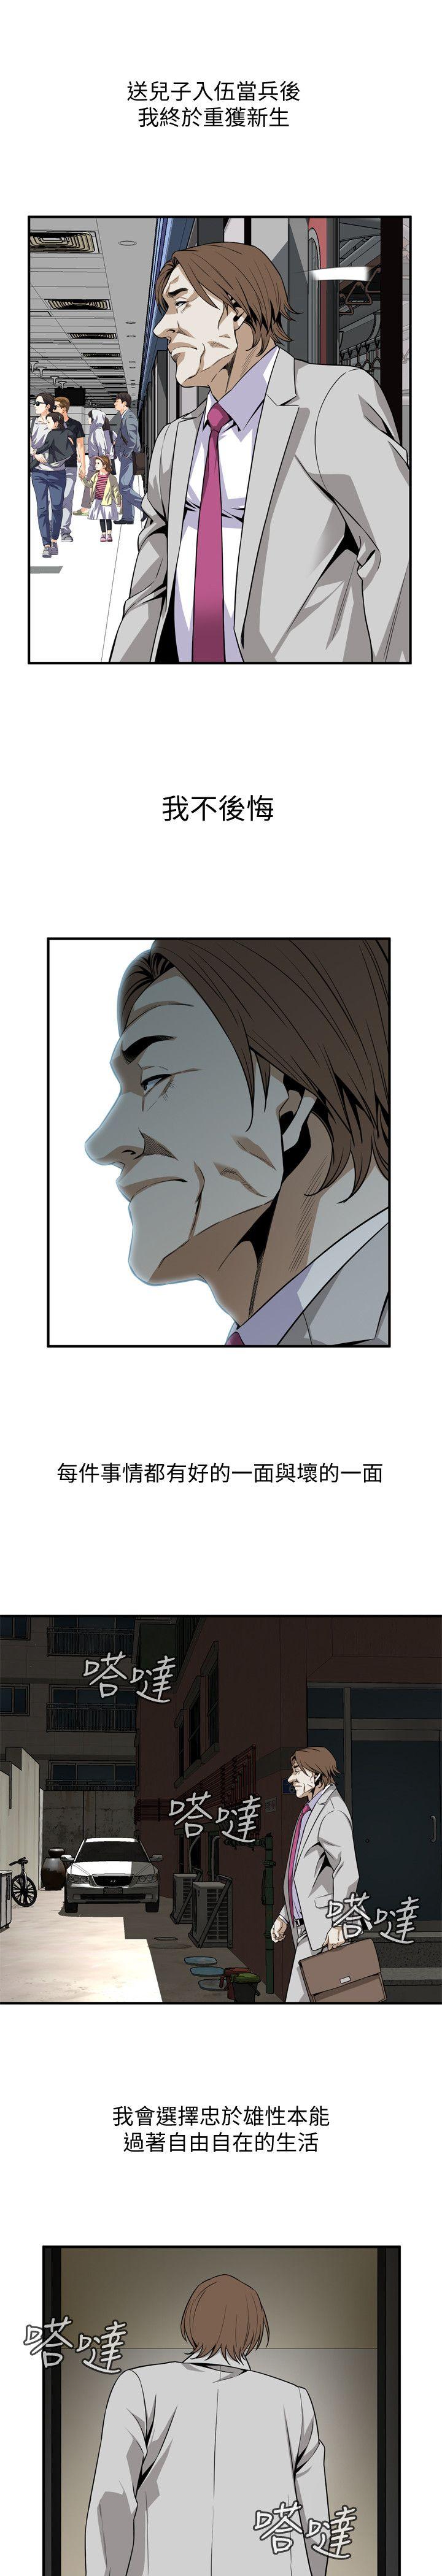 送兒子入伍當兵後
我終於重獲新生
我不後悔
每件事情都有好的一面與壞的一面
嗒噠
嗒噠
嗒噠
我會選擇忠於雄性本能
過著自由自在的生活
嗒噠
嗒噠